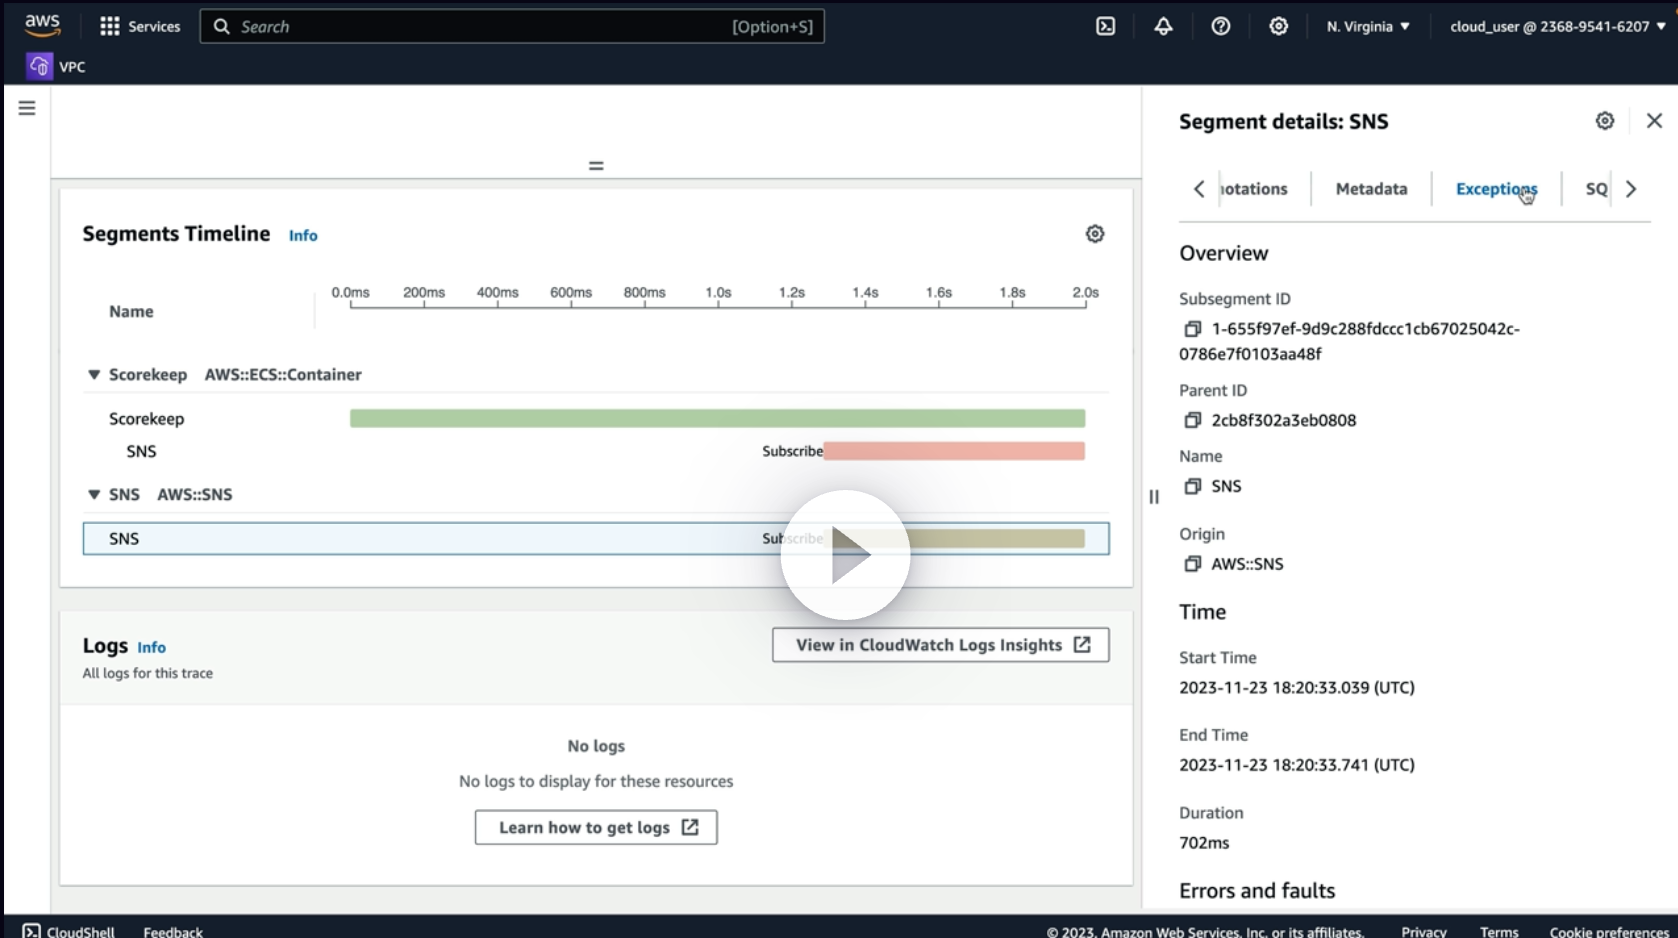 aws
Services
Search
[Option+S]
N. Virginia
cloud_user @ 2368-9541-6207
VPC
Segments Timeline Info
Name
0.0ms 200ms 400ms 600ms 800ms 1.0s 1.2s 1.4s 1.6s 1.8s 2.0s
Scorekeep AWS::ECS::Container
Scorekeep
SNS Subscribe
SNS AWS::SNS
SNS Subscribe
Logs Info
All logs for this trace
View in CloudWatch Logs Insights
No logs
No logs to display for these resources
Learn how to get logs
Segment details: SNS
notations Metadata Exceptions SQ
Overview
Subsegment ID
1-655f97ef-9d9c288fdccc1cb67025042c-
0786e7f0103aa48f
Parent ID
2cb8f302a3eb0808
Name
SNS
Origin
AWS::SNS
Time
Start Time
2023-11-23 18:20:33.039 (UTC)
End Time
2023-11-23 18:20:33.741 (UTC)
Duration
702ms
Errors and faults
CloudShell Feedback
© 2023, Amazon Web Services, Inc. or its affiliates. Privacy Terms Cookie preferences